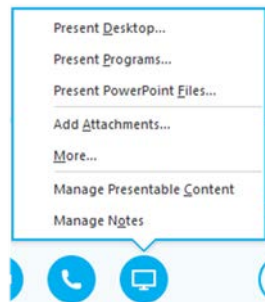 Present Desktop...
Present Programs...
Present PowerPoint Files...
Add Attachments...
More...
Manage Presentable Content
Manage Notes